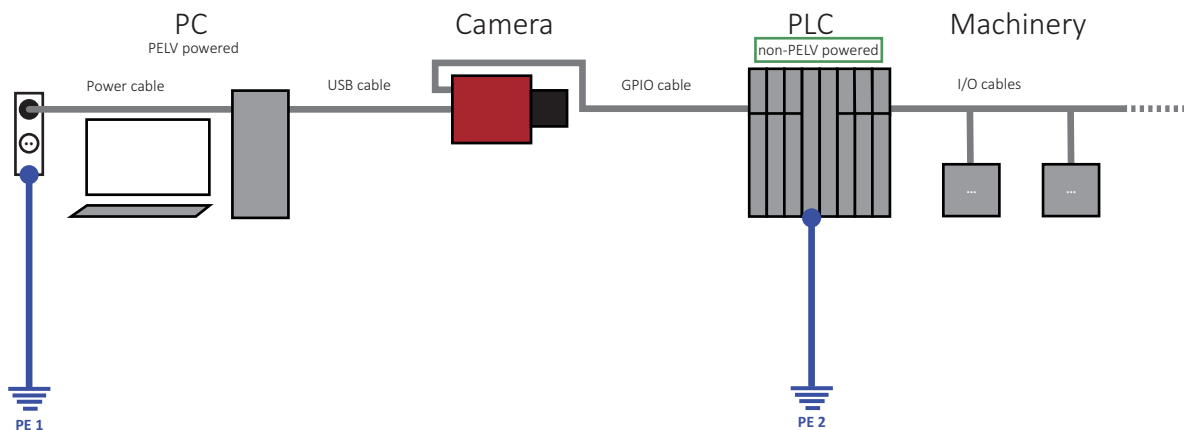 PC
PELV powered
Camera
PLC
non-PELV powered
Machinery
Power cable
USB cable
GPIO cable
I/O cables
...
...
PE 1
PE 2